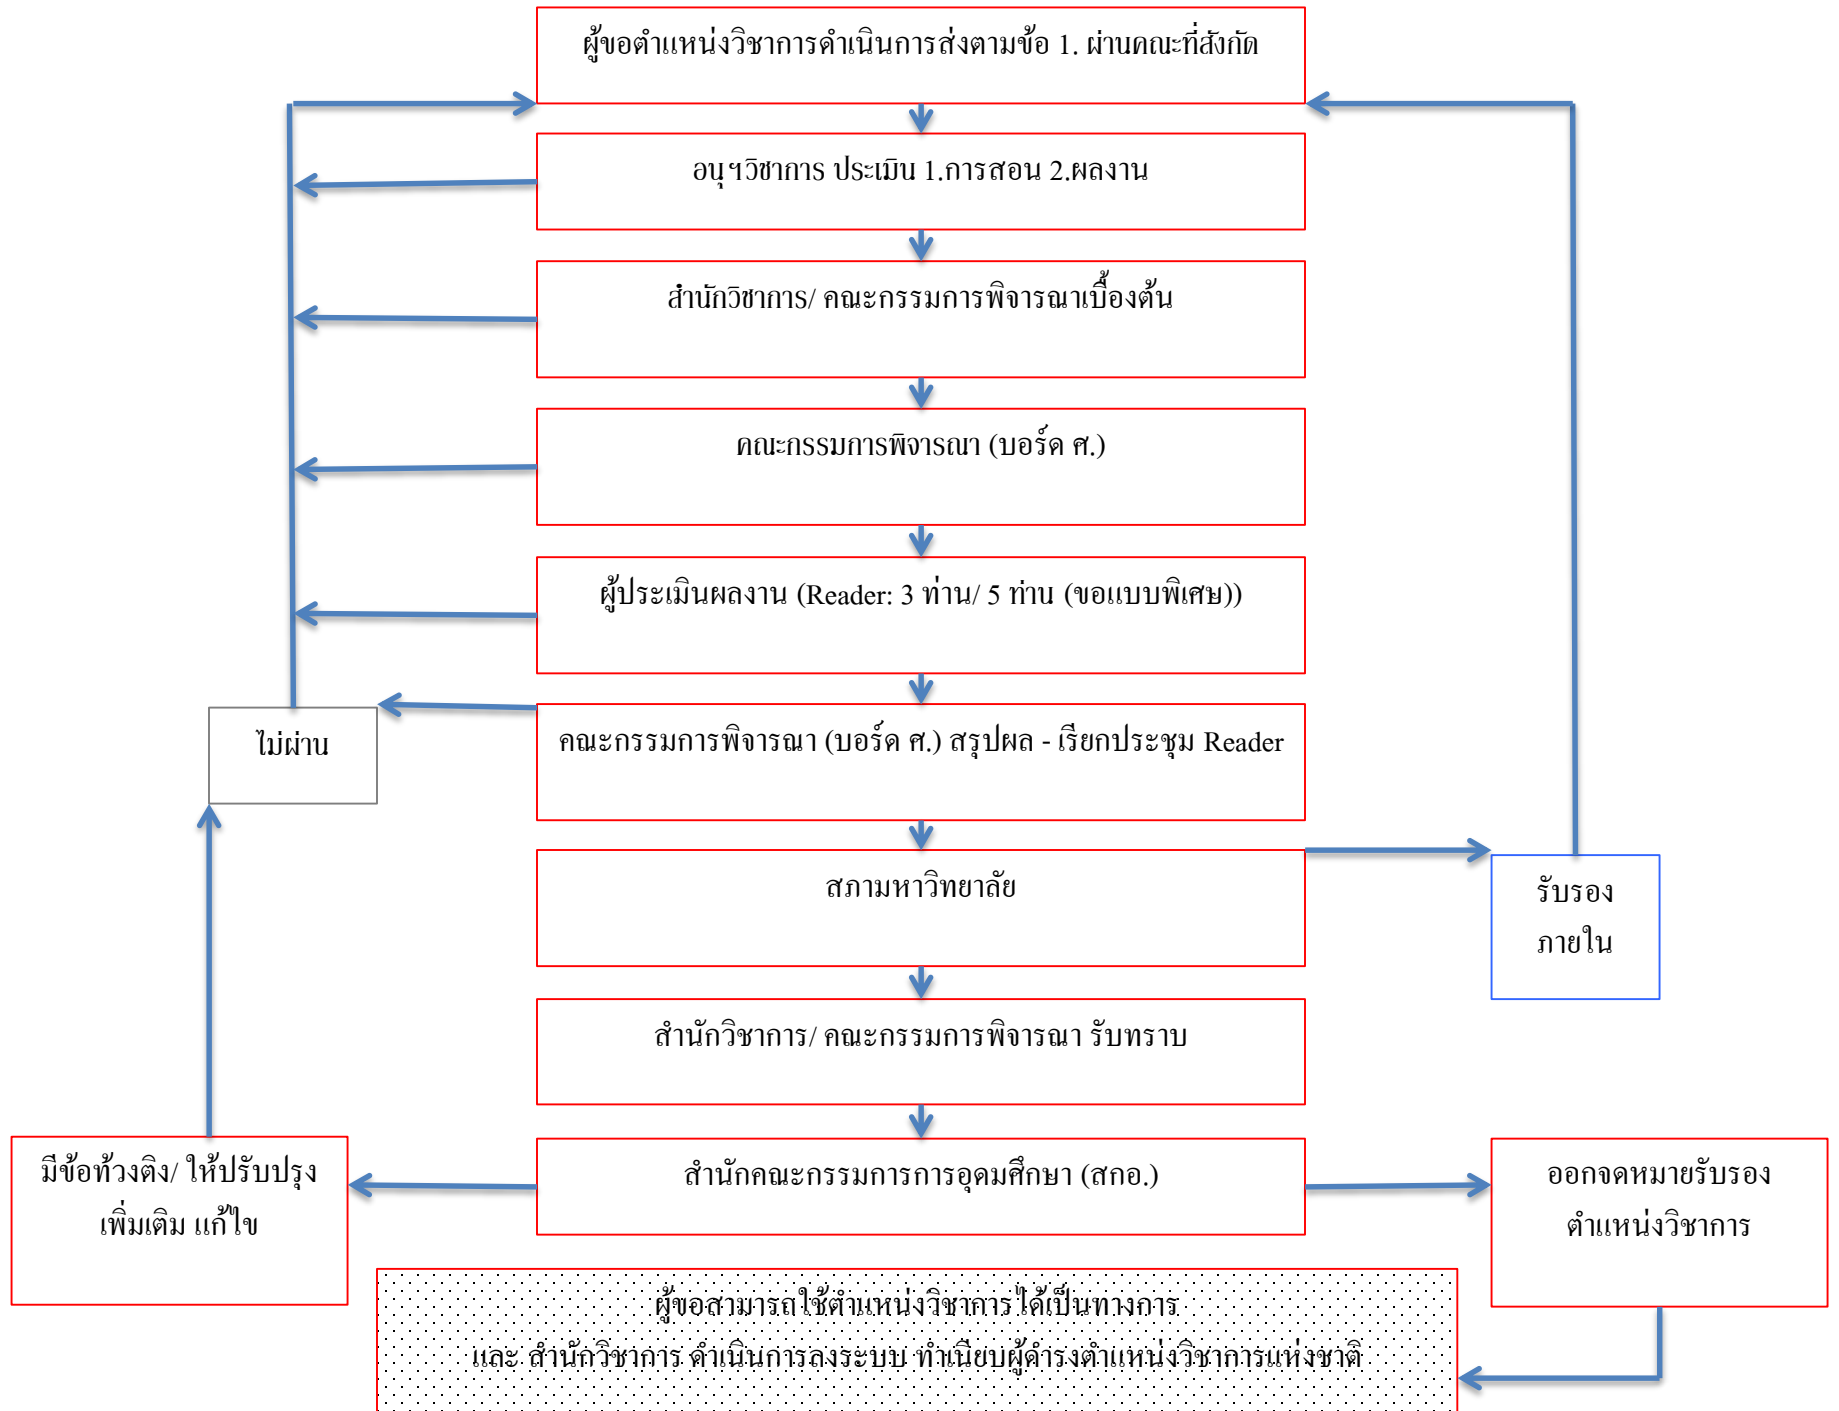 ผู้ขอตำแหน่งวิชาการดำเนินการส่งตามข้อ 1. ผ่านคณะที่สังกัด
อนุฯวิชาการ ประเมิน 1.การสอน 2.ผลงาน
สำนักวิชาการ/ คณะกรรมการพิจารณาเบื้องต้น
คณะกรรมการพิจารณา (บอร์ด ศ.)
ผู้ประเมินผลงาน (Reader: 3 ท่าน/ 5 ท่าน (ขอแบบพิเศษ))
ไม่ผ่าน
คณะกรรมการพิจารณา (บอร์ด ศ.) สรุปผล - เรียกประชุม Reader
สภามหาวิทยาลัย
รับรอง
ภายใน
สำนักวิชาการ/ คณะกรรมการพิจารณา รับทราบ
มีข้อท้วงติง/ ให้ปรับปรุง
เพิ่มเติม แก้ไข
สำนักคณะกรรมการการอุดมศึกษา (สกอ.)
ออกจดหมายรับรอง
ตำแหน่งวิชาการ
ผู้ขอสามารถใช้ตำแหน่งวิชาการได้เป็นทางการ
และ สำนักวิชาการ ดำเนินการลงระบบ ทำเนียบผู้ดำรงตำแหน่งวิชาการแห่งชาติ